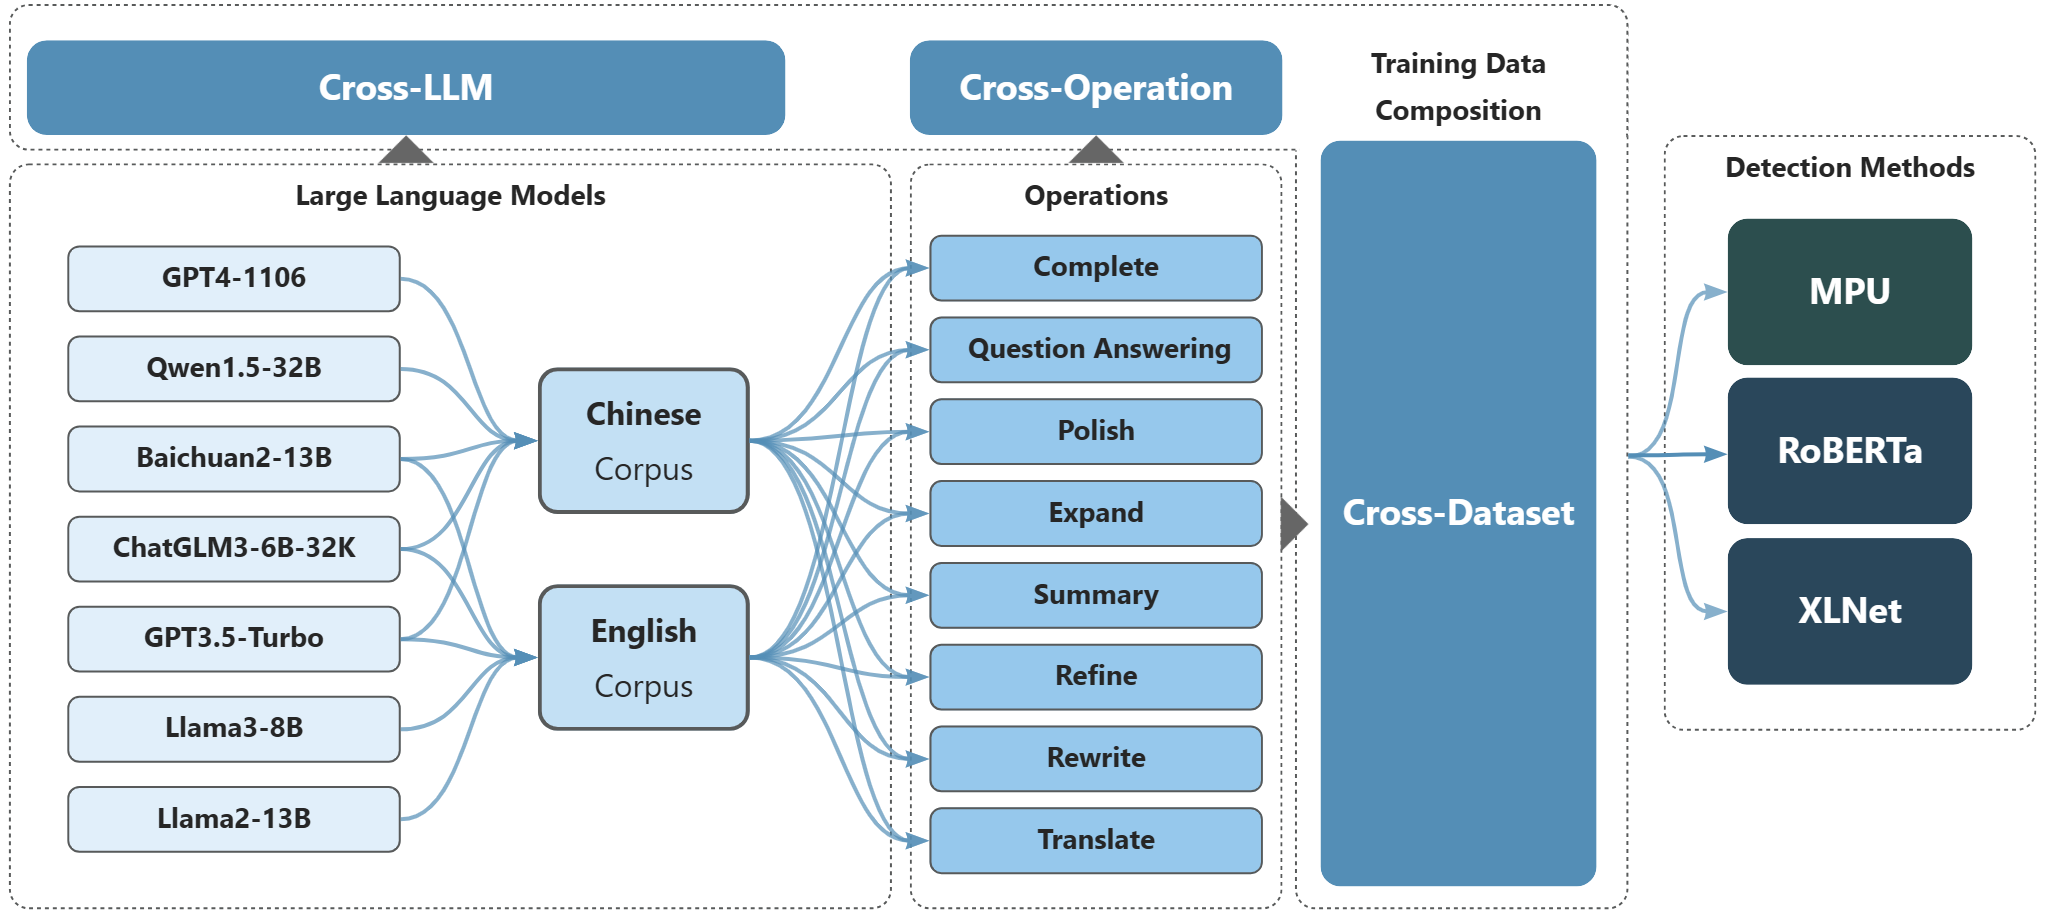 Cross-LLM
Cross-Operation
Training Data
Composition
Large Language Models
GPT4-1106
Qwen1.5-32B
Baichuan2-13B
ChatGLM3-6B-32K
GPT3.5-Turbo
Llama3-8B
Llama2-13B
Chinese
Corpus
English
Corpus
Operations
Complete
Question Answering
Polish
Expand
Summary
Refine
Rewrite
Translate
Cross-Dataset
Detection Methods
MPU
RoBERTa
XLNet